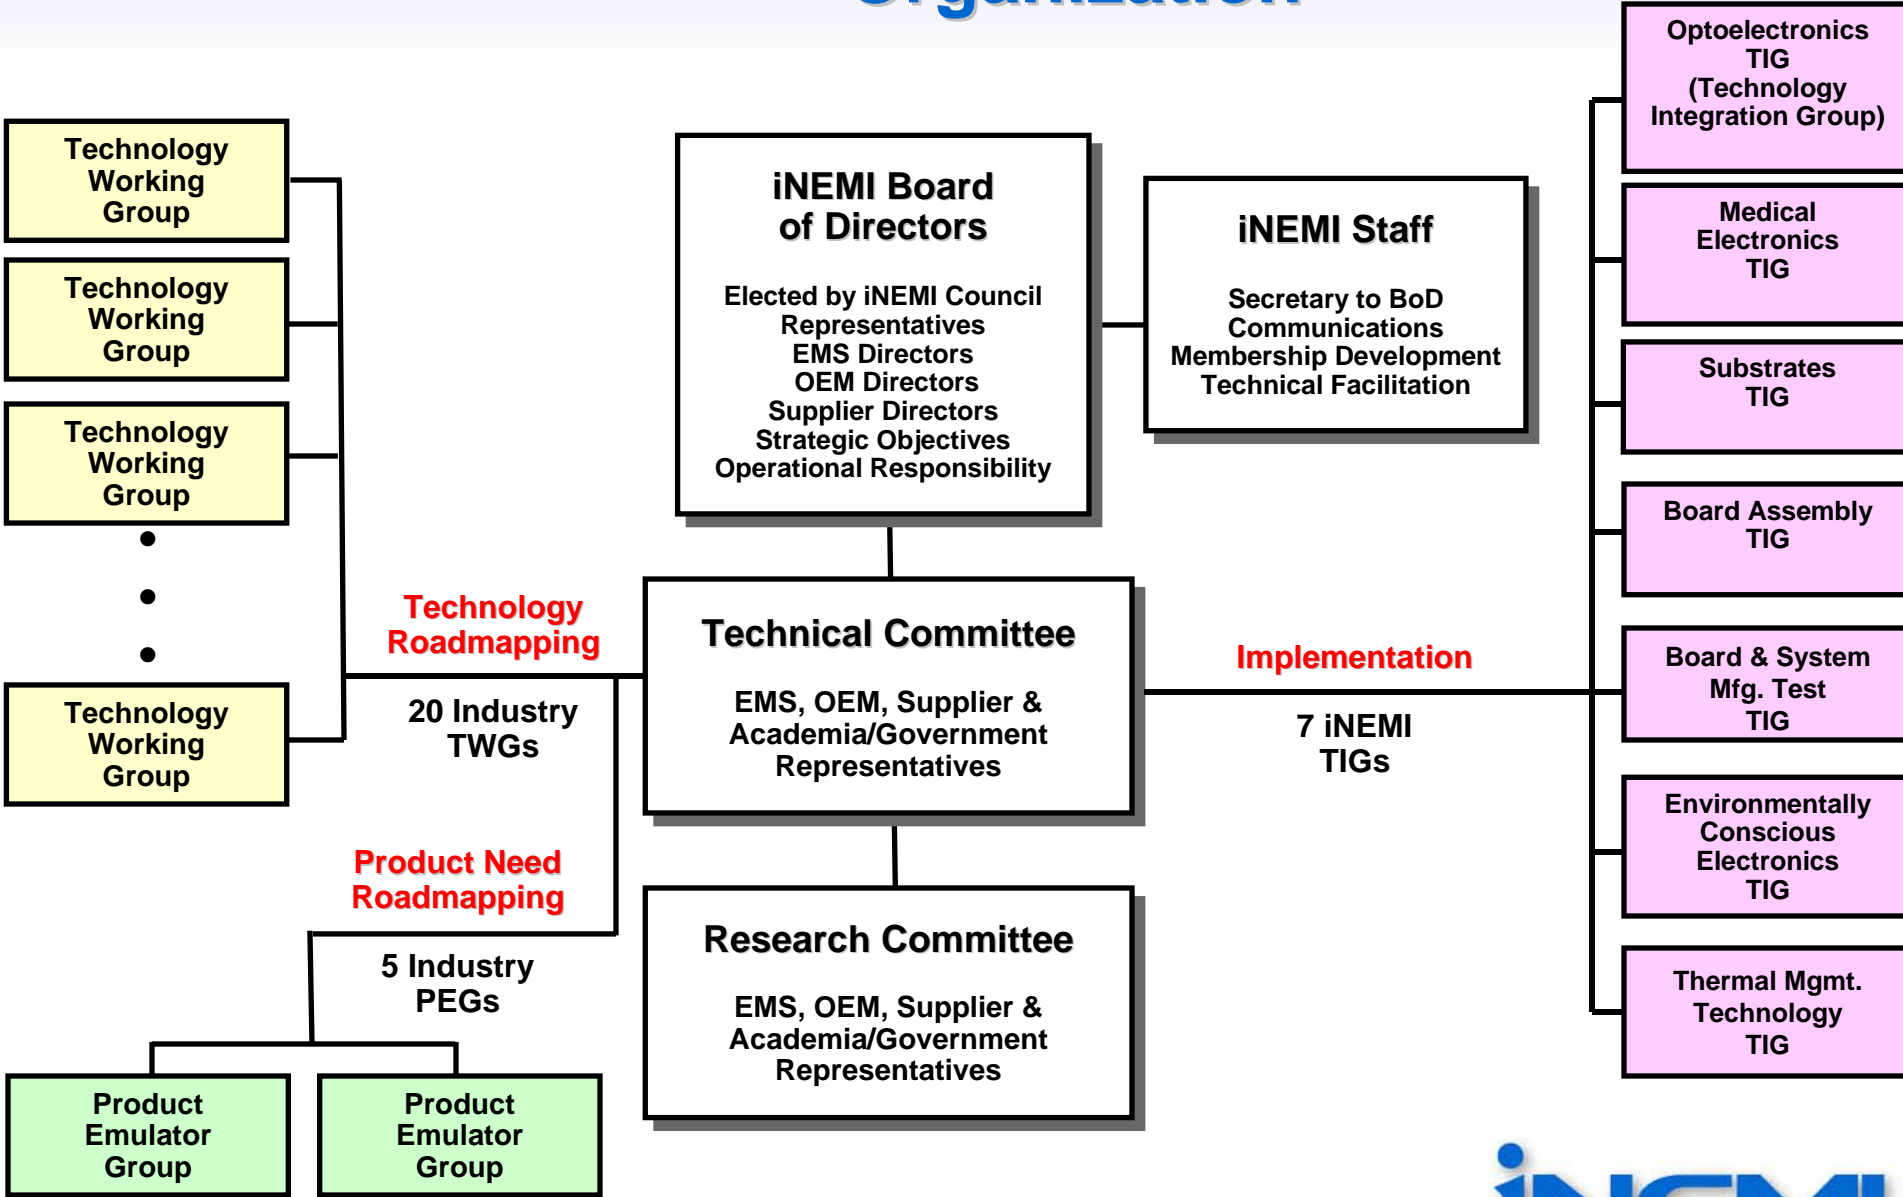 Organization
Technology
Working
Group
Technology
Working
Group
Technology
Working
Group
•
•
•
Technology
Working
Group
Technology
Roadmapping
20 Industry
TWGs
Product Need
Roadmapping
5 Industry
PEGs
Product
Emulator
Group
Product
Emulator
Group
iNEMI Board
of Directors
Elected by iNEMI Council
Representatives
EMS Directors
OEM Directors
Supplier Directors
Strategic Objectives
Operational Responsibility
iNEMI Staff
Secretary to BoD
Communications
Membership Development
Technical Facilitation
Technical Committee
EMS, OEM, Supplier &
Academia/Government
Representatives
Research Committee
EMS, OEM, Supplier &
Academia/Government
Representatives
Implementation
7 iNEMI
TIGs
Optoelectronics
TIG
(Technology
Integration Group)
Medical
Electronics
TIG
Substrates
TIG
Board Assembly
TIG
Board & System
Mfg. Test
TIG
Environmentally
Conscious
Electronics
TIG
Thermal Mgmt.
Technology
TIG
iNEMI